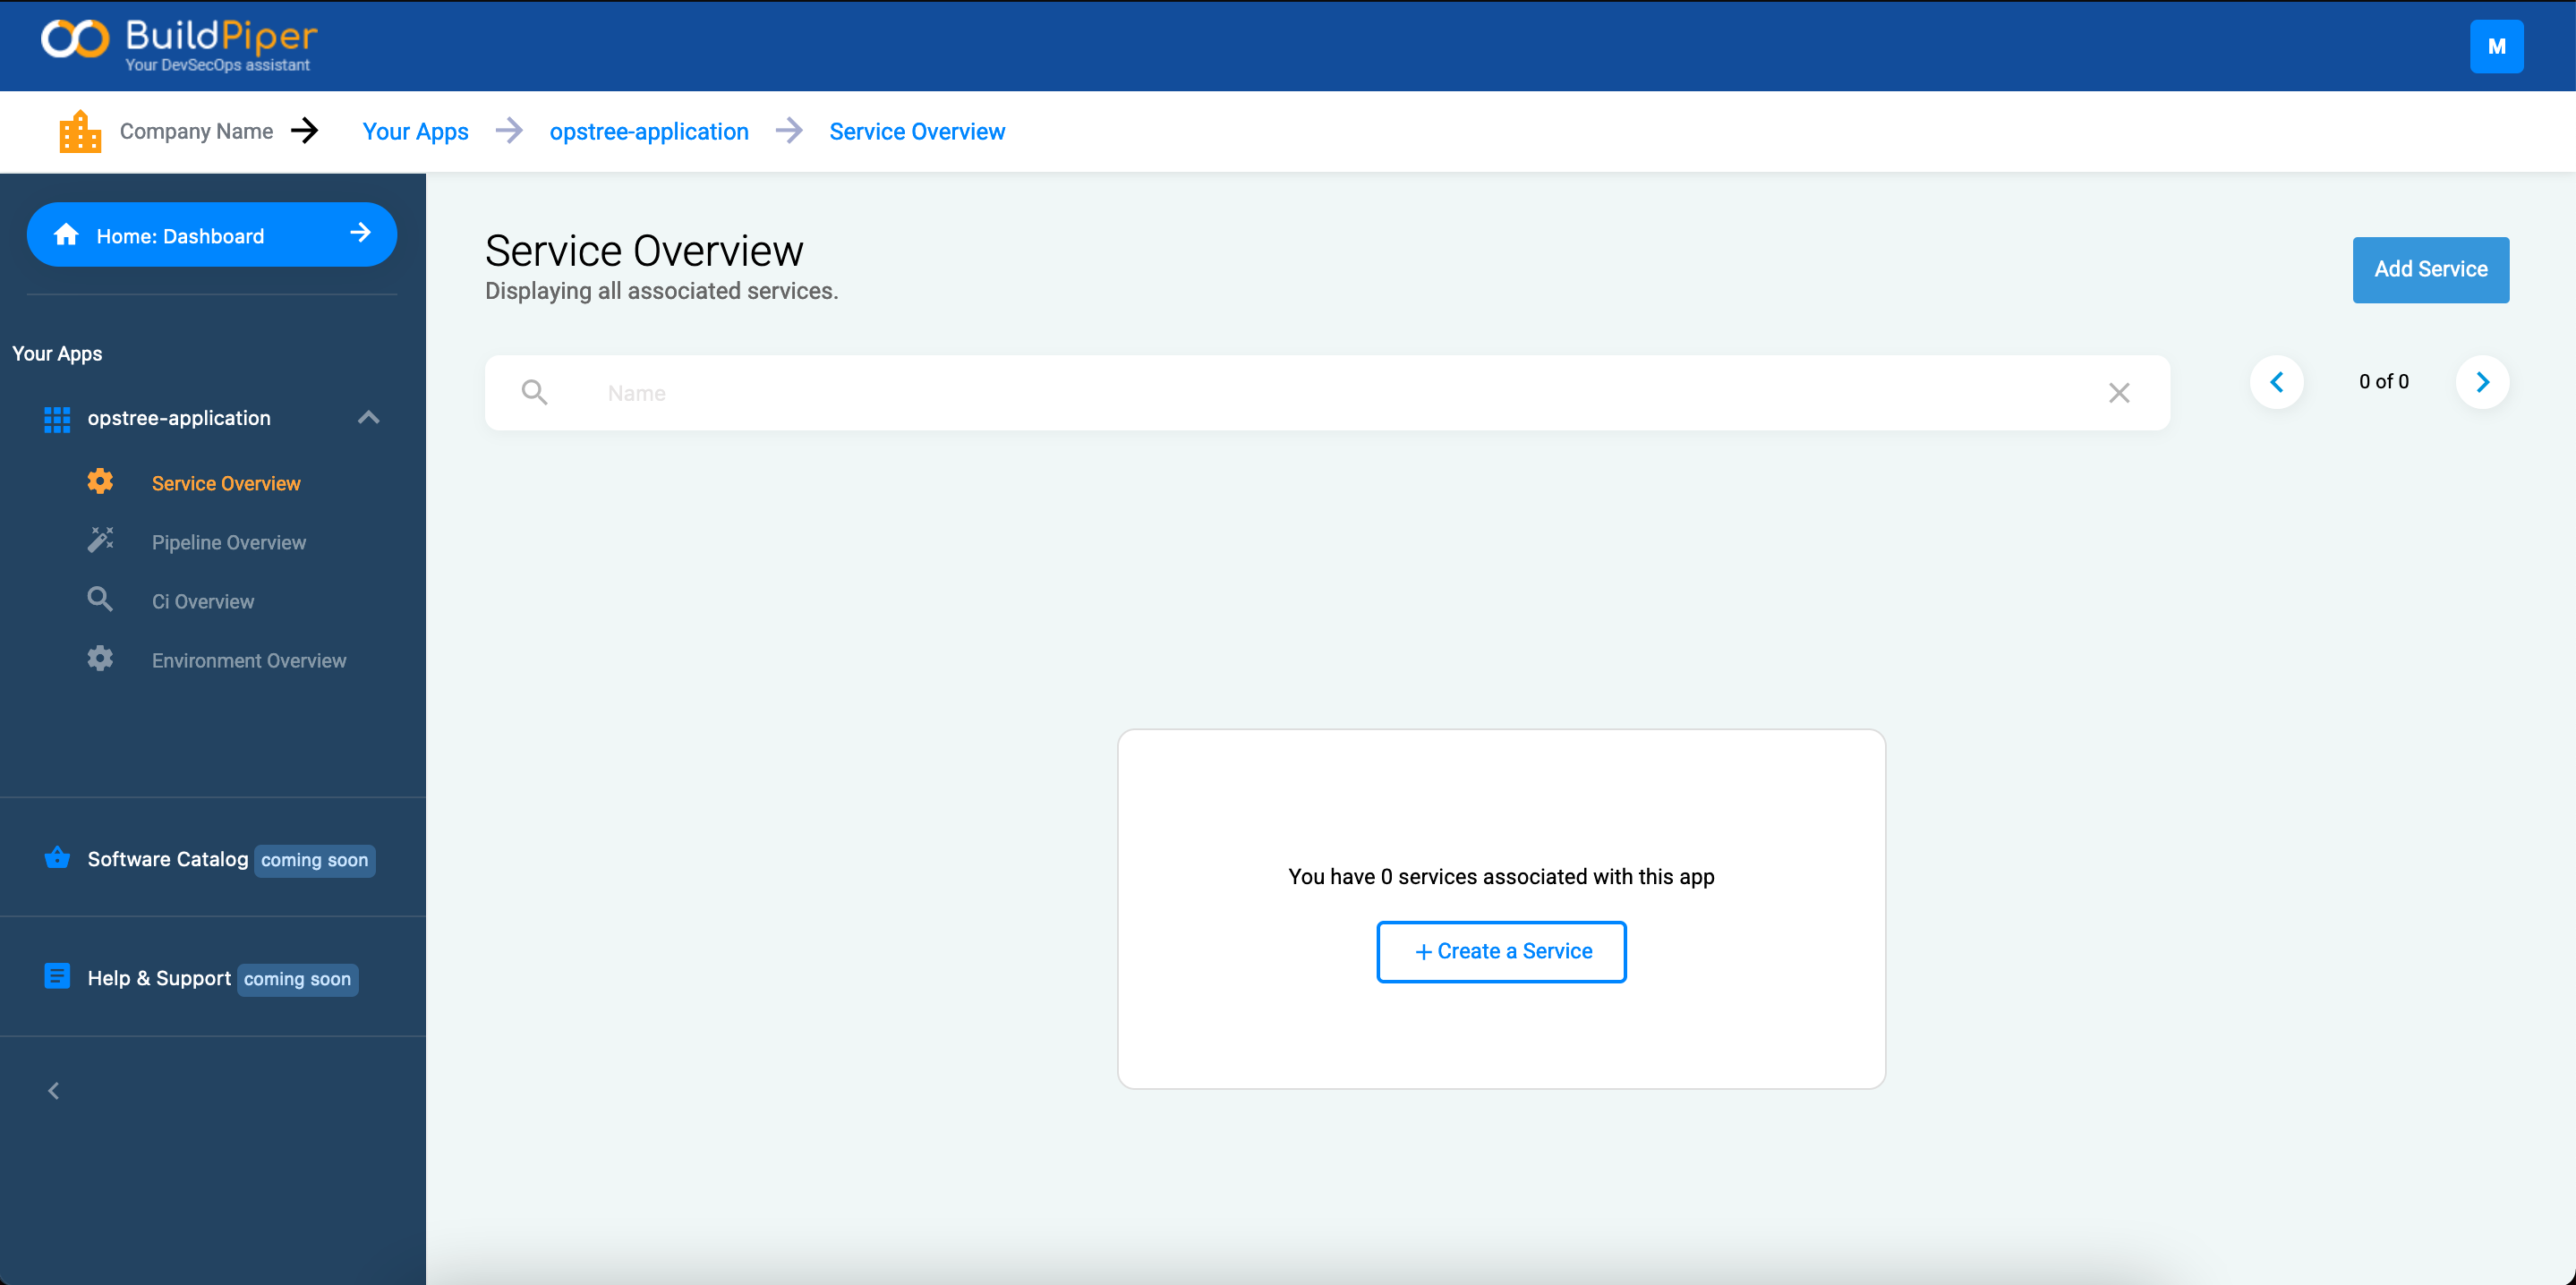 BuildPiper
Your DevSecOps assistant
M
Company Name
Your Apps
opstree-application
Service Overview
Home: Dashboard
Your Apps
opstree-application
Service Overview
Pipeline Overview
Ci Overview
Environment Overview
Software Catalog coming soon
Help & Support coming soon
Service Overview
Displaying all associated services.
Add Service
Name
0 of 0
You have 0 services associated with this app
+ Create a Service